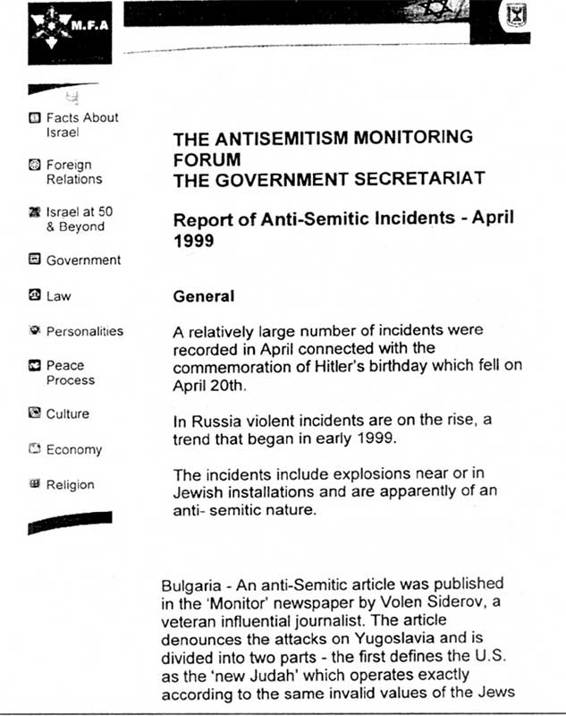 M.F.A
Facts About
Israel
Foreign
Relations
Israel at 50
& Beyond
Government
Law
Personalities
Peace
Process
Culture
Economy
Religion
THE ANTISEMITISM MONITORING
FORUM
THE GOVERNMENT SECRETARIAT
Report of Anti-Semitic Incidents - April
1999
General
A relatively large number of incidents were
recorded in April connected with the
commemoration of Hitler's birthday which fell on
April 20th.
In Russia violent incidents are on the rise, a
trend that began in early 1999.
The incidents include explosions near or in
Jewish installations and are apparently of an
anti- semitic nature.
Bulgaria - An anti-Semitic article was published
in the 'Monitor' newspaper by Volen Siderov, a
veteran influential journalist. The article
denounces the attacks on Yugoslavia and is
divided into two parts - the first defines the U.S.
as the 'new Judah' which operates exactly
according to the same invalid values of the Jews